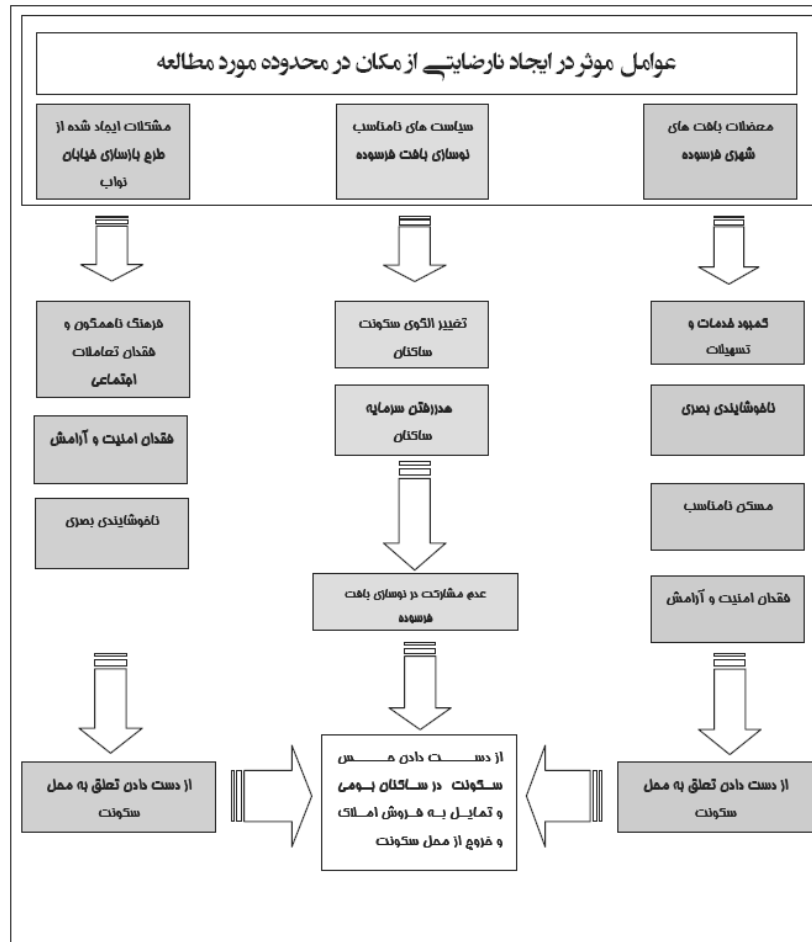 عوامل موثر در ایجاد نارضایتی از مکان در محدوده مورد مطالعه
معضلات بافت های
شهری فرسوده
سیاست های نامناسب
نوسازی بافت فرسوده
مشکلات ایجاد شده از
طرح بازسازی خیابان
نواب
کمبود خدمات و
تسهیلات
ناخوشایندی بصری
مسکن نامناسب
فقدان امنیت و آرامش
از دست دادن تعلق به محل
سکونت
تغییر الگوی سکونت
ساکنان
هدررفتن سرمایه
ساکنان
عدم مشارکت در نوسازی بافت
فرسوده
فرهنگ ناهمگون و
فقدان تعاملات
اجتماعی
فقدان امنیت و آرامش
ناخوشایندی بصری
از دست دادن تعلق به محل
سکونت
از دست دادن حس
سکونت در ساکنان بومی
و تمایل به فروش املاک
و خروج از محل سکونت